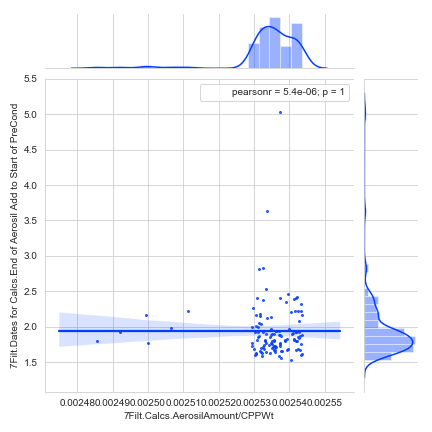 pearsonr = 5.4e-06; p = 1
5.5
5.0
4.5
4.0
3.5
3.0
2.5
2.0
1.5
7Filt.Dates for Calcs.End of Aerosil Add to Start of PreCond
0.00248 0.00249 0.00250 0.00251 0.00252 0.00253 0.00254 0.00255
7Filt.Calcs.AerosilAmount/CPPWt